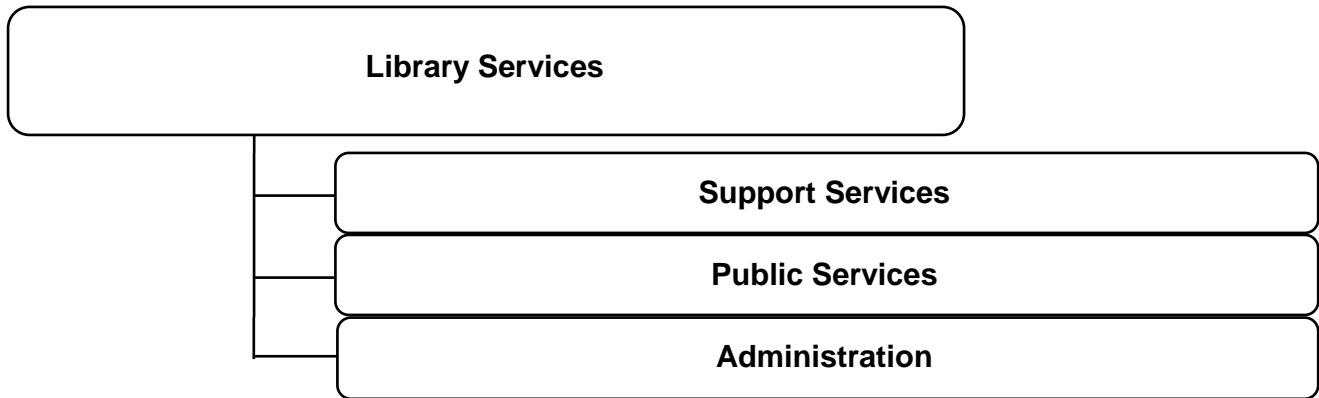 Library Services
Support Services
Public Services
Administration